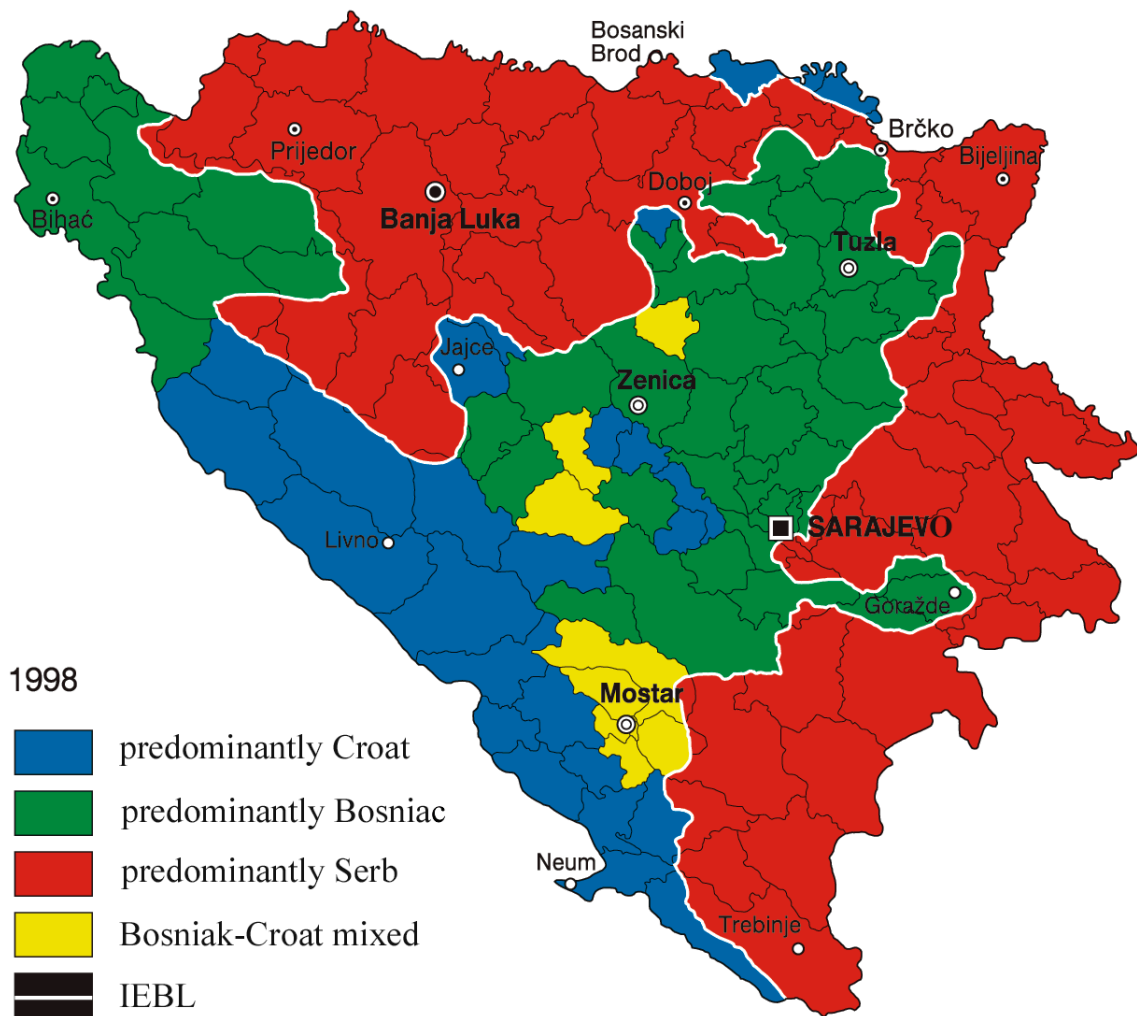 Bosanski
Brod
Brčko
Prijedor
Bijeljina
Doboj
Bihać
Banja Luka
Tuzla
Jajce
Zenica
Livno
SARAJEVO
Goražde
Mostar
Neum
Trebinje
1998
predominantly Croat
predominantly Bosniac
predominantly Serb
Bosniak-Croat mixed
IEBL